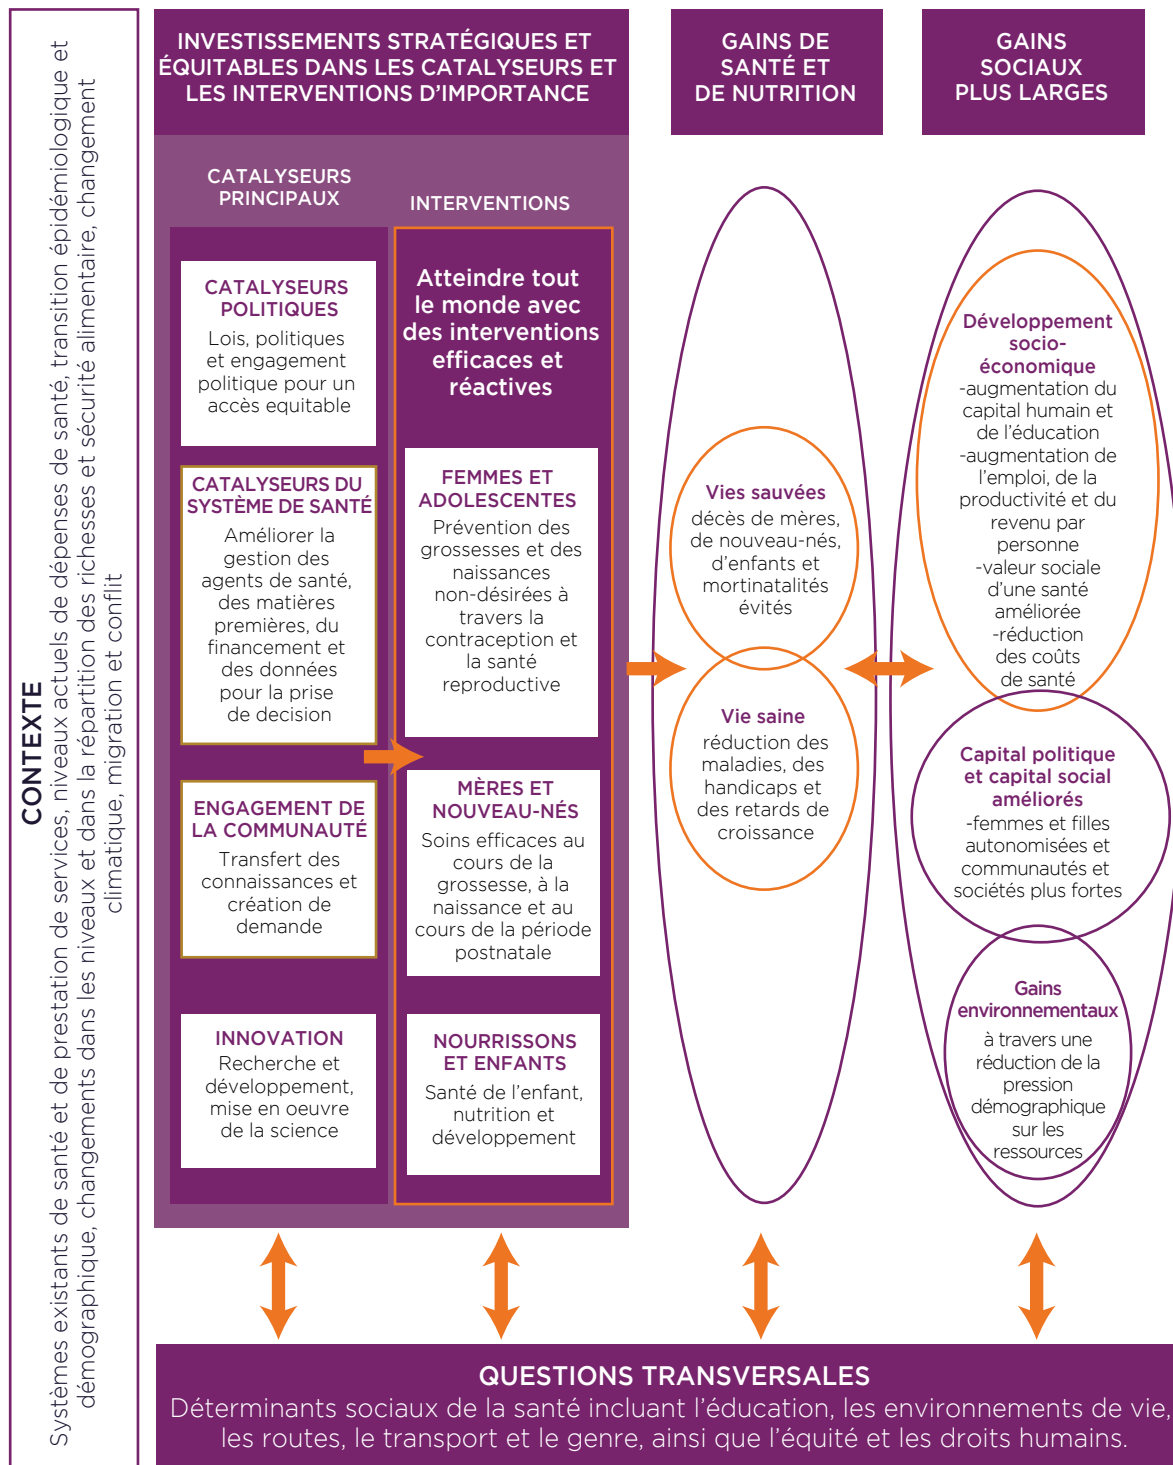 CONTEXTE
Systèmes existants de santé et de prestation de services, niveaux actuels de dépenses de santé, transition épidémiologique et
démographique, changements dans les niveaux et dans la répartition des richesses et sécurité alimentaire, changement
climatique, migration et conflit
INVESTISSEMENTS STRATÉGIQUES ET
ÉQUITABLES DANS LES CATALYSEURS ET
LES INTERVENTIONS D'IMPORTANCE
CATALYSEURS
PRINCIPAUX
CATALYSEURS
POLITIQUES
Lois, politiques
et engagement
politique pour un
accès equitable
CATALYSEURS DU
SYSTÈME DE SANTÉ
Améliorer la
gestion des
agents de santé,
des matières
premières, du
financement et
des données
pour la prise
de decision
ENGAGEMENT DE
LA COMMUNAUTÉ
Transfert des
connaissances et
création de
demande
INNOVATION
Recherche et
développement,
mise en oeuvre
de la science
INTERVENTIONS
Atteindre tout
le monde avec
des interventions
efficaces et
réactives
FEMMES ET
ADOLESCENTES
Prévention des
grossesses et des
naissances
non-désirées à
travers la
contraception et
la santé
reproductive
MÈRES ET
NOUVEAU-NÉS
Soins efficaces au
cours de la
grossesse, à la
naissance et au
cours de la période
postnatale
NOURRISSONS
ET ENFANTS
Santé de l'enfant,
nutrition et
développement
GAINS DE
SANTÉ ET
DE NUTRITION
Vies sauvées
décès de mères,
de nouveau-nés,
d'enfants et
mortinatalités
évités
Vie saine
réduction des
maladies, des
handicaps et
des retards de
croissance
GAINS
SOCIAUX
PLUS LARGES
Développement
socio-
économique
-augmentation du
capital humain et
de l'éducation
-augmentation de
l'emploi, de la
productivité et du
revenu par
personne
-valeur sociale
d'une santé
améliorée
-réduction
des coûts
de santé
Capital politique
et capital social
améliorés
-femmes et filles
autonomisées et
communautés et
sociétés plus fortes
Gains
environnementaux
à travers une
réduction de la
pression
démographique
sur les
ressources
QUESTIONS TRANSVERSALES
Déterminants sociaux de la santé incluant l'éducation, les environnements de vie,
les routes, le transport et le genre, ainsi que l'équité et les droits humains.